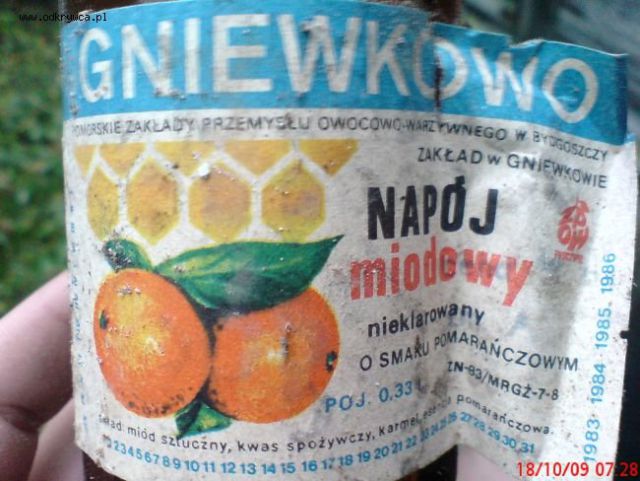 www.odkrywca.pl
GNIEWKOWO
POMORSKIE ZAKŁADY PRZEMYSŁU OWOCOWO-WARZYWNEGO W BYDGOSZCZY
ZAKŁAD W GNIEWKOWIE
NAPÓJ
miodowy
nieklarowany
O SMAKU POMARAŃCZOWYM
ZN-83/MRGŻ-7-8
POJ. 0,33
Skład: miód sztuczny, kwas spożywczy, karmel, esencja pomarańczowa.
2 3 4 5 6 7 8 9 10 11 12 13 14 15 16 17 18 19 20 21 22 23 24 25 26 27 28 29 30 31
1983 1984 1985 1986
18/10/09 07:28